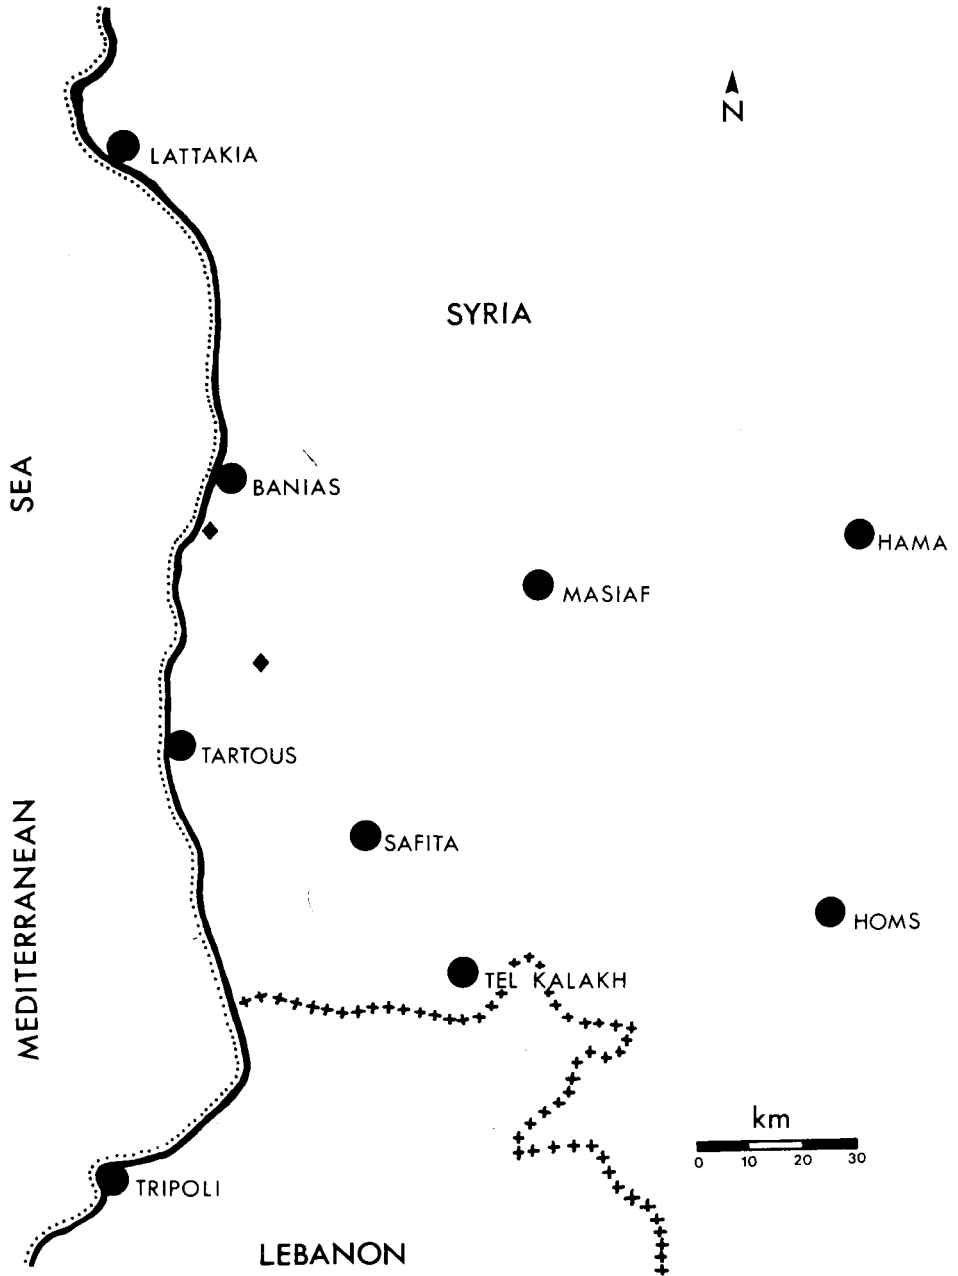 N
LATTAKIA
SYRIA
SEA
BANIAS
HAMA
MASIAF
TARTOUS
MEDITERRANEAN
SAFITA
HOMS
TEL KALAKH
km
0 10 20 30
TRIPOLI
LEBANON